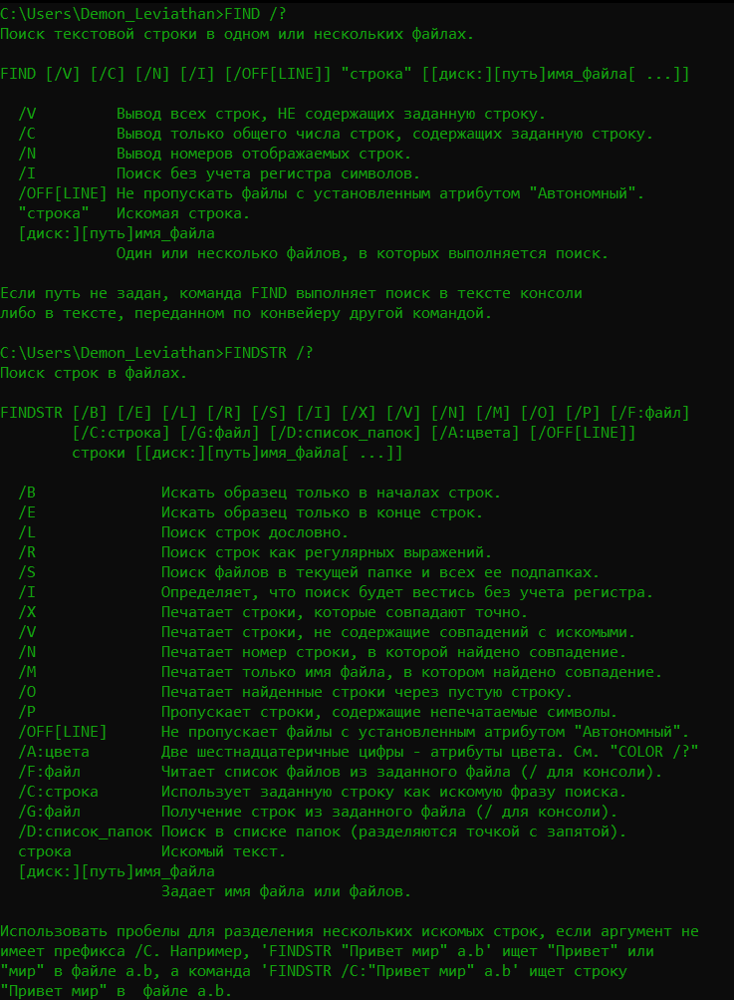 C:\Users\Demon_Leviathan>FIND /?
Поиск текстовой строки в одном или нескольких файлах.
FIND [/V] [/C] [/N] [/I] [/OFF[LINE]] "строка" [[диск:][путь]имя_файла[ ...]]
/V Вывод всех строк, НЕ содержащих заданную строку.
/C Вывод только общего числа строк, содержащих заданную строку.
/N Вывод номеров отображаемых строк.
/I Поиск без учета регистра символов.
/OFF[LINE] Не пропускать файлы с установленным атрибутом "Автономный".
"строка" Искомая строка.
[диск:][путь]имя_файла
Один или несколько файлов, в которых выполняется поиск.
Если путь не задан, команда FIND выполняет поиск в тексте консоли
либо в тексте, переданном по конвейеру другой командой.
C:\Users\Demon_Leviathan>FINDSTR /?
Поиск строк в файлах.
FINDSTR [/B] [/E] [/L] [/R] [/S] [/I] [/X] [/V] [/N] [/M] [/O] [/P] [/F:файл]
[/C:строка] [/G:файл] [/D:список_папок] [/A:цвета] [/OFF[LINE]]
строки [[диск:][путь]имя_файла[ ...]]
/B Искать образец только в началах строк.
/E Искать образец только в конце строк.
/L Поиск строк дословно.
/R Поиск строк как регулярных выражений.
/S Поиск файлов в текущей папке и всех ее подпапках.
/I Определяет, что поиск будет вестись без учета регистра.
/X Печатает строки, которые совпадают точно.
/V Печатает строки, не содержащие совпадений с искомыми.
/N Печатает номер строки, в которой найдено совпадение.
/M Печатает только имя файла, в котором найдено совпадение.
/O Печатает найденные строки через пустую строку.
/P Пропускает строки, содержащие непечатаемые символы.
/OFF[LINE] Не пропускает файлы с установленным атрибутом "Автономный".
/A:цвета Две шестнадцатеричные цифры - атрибуты цвета. См. "COLOR /?"
/F:файл Читает список файлов из заданного файла (/ для консоли).
/C:строка Использует заданную строку как искомую фразу поиска.
/G:файл Получение строк из заданного файла (/ для консоли).
/D:список_папок Поиск в списке папок (разделяются точкой с запятой).
строка Искомый текст.
[диск:][путь]имя_файла
Задает имя файла или файлов.
Использовать пробелы для разделения нескольких искомых строк, если аргумент не
имеет префикса /C. Например, 'FINDSTR "Привет мир" a.b' ищет "Привет" или
"мир" в файле a.b, а команда 'FINDSTR /C:"Привет мир" a.b' ищет строку
"Привет мир" в  файле a.b.